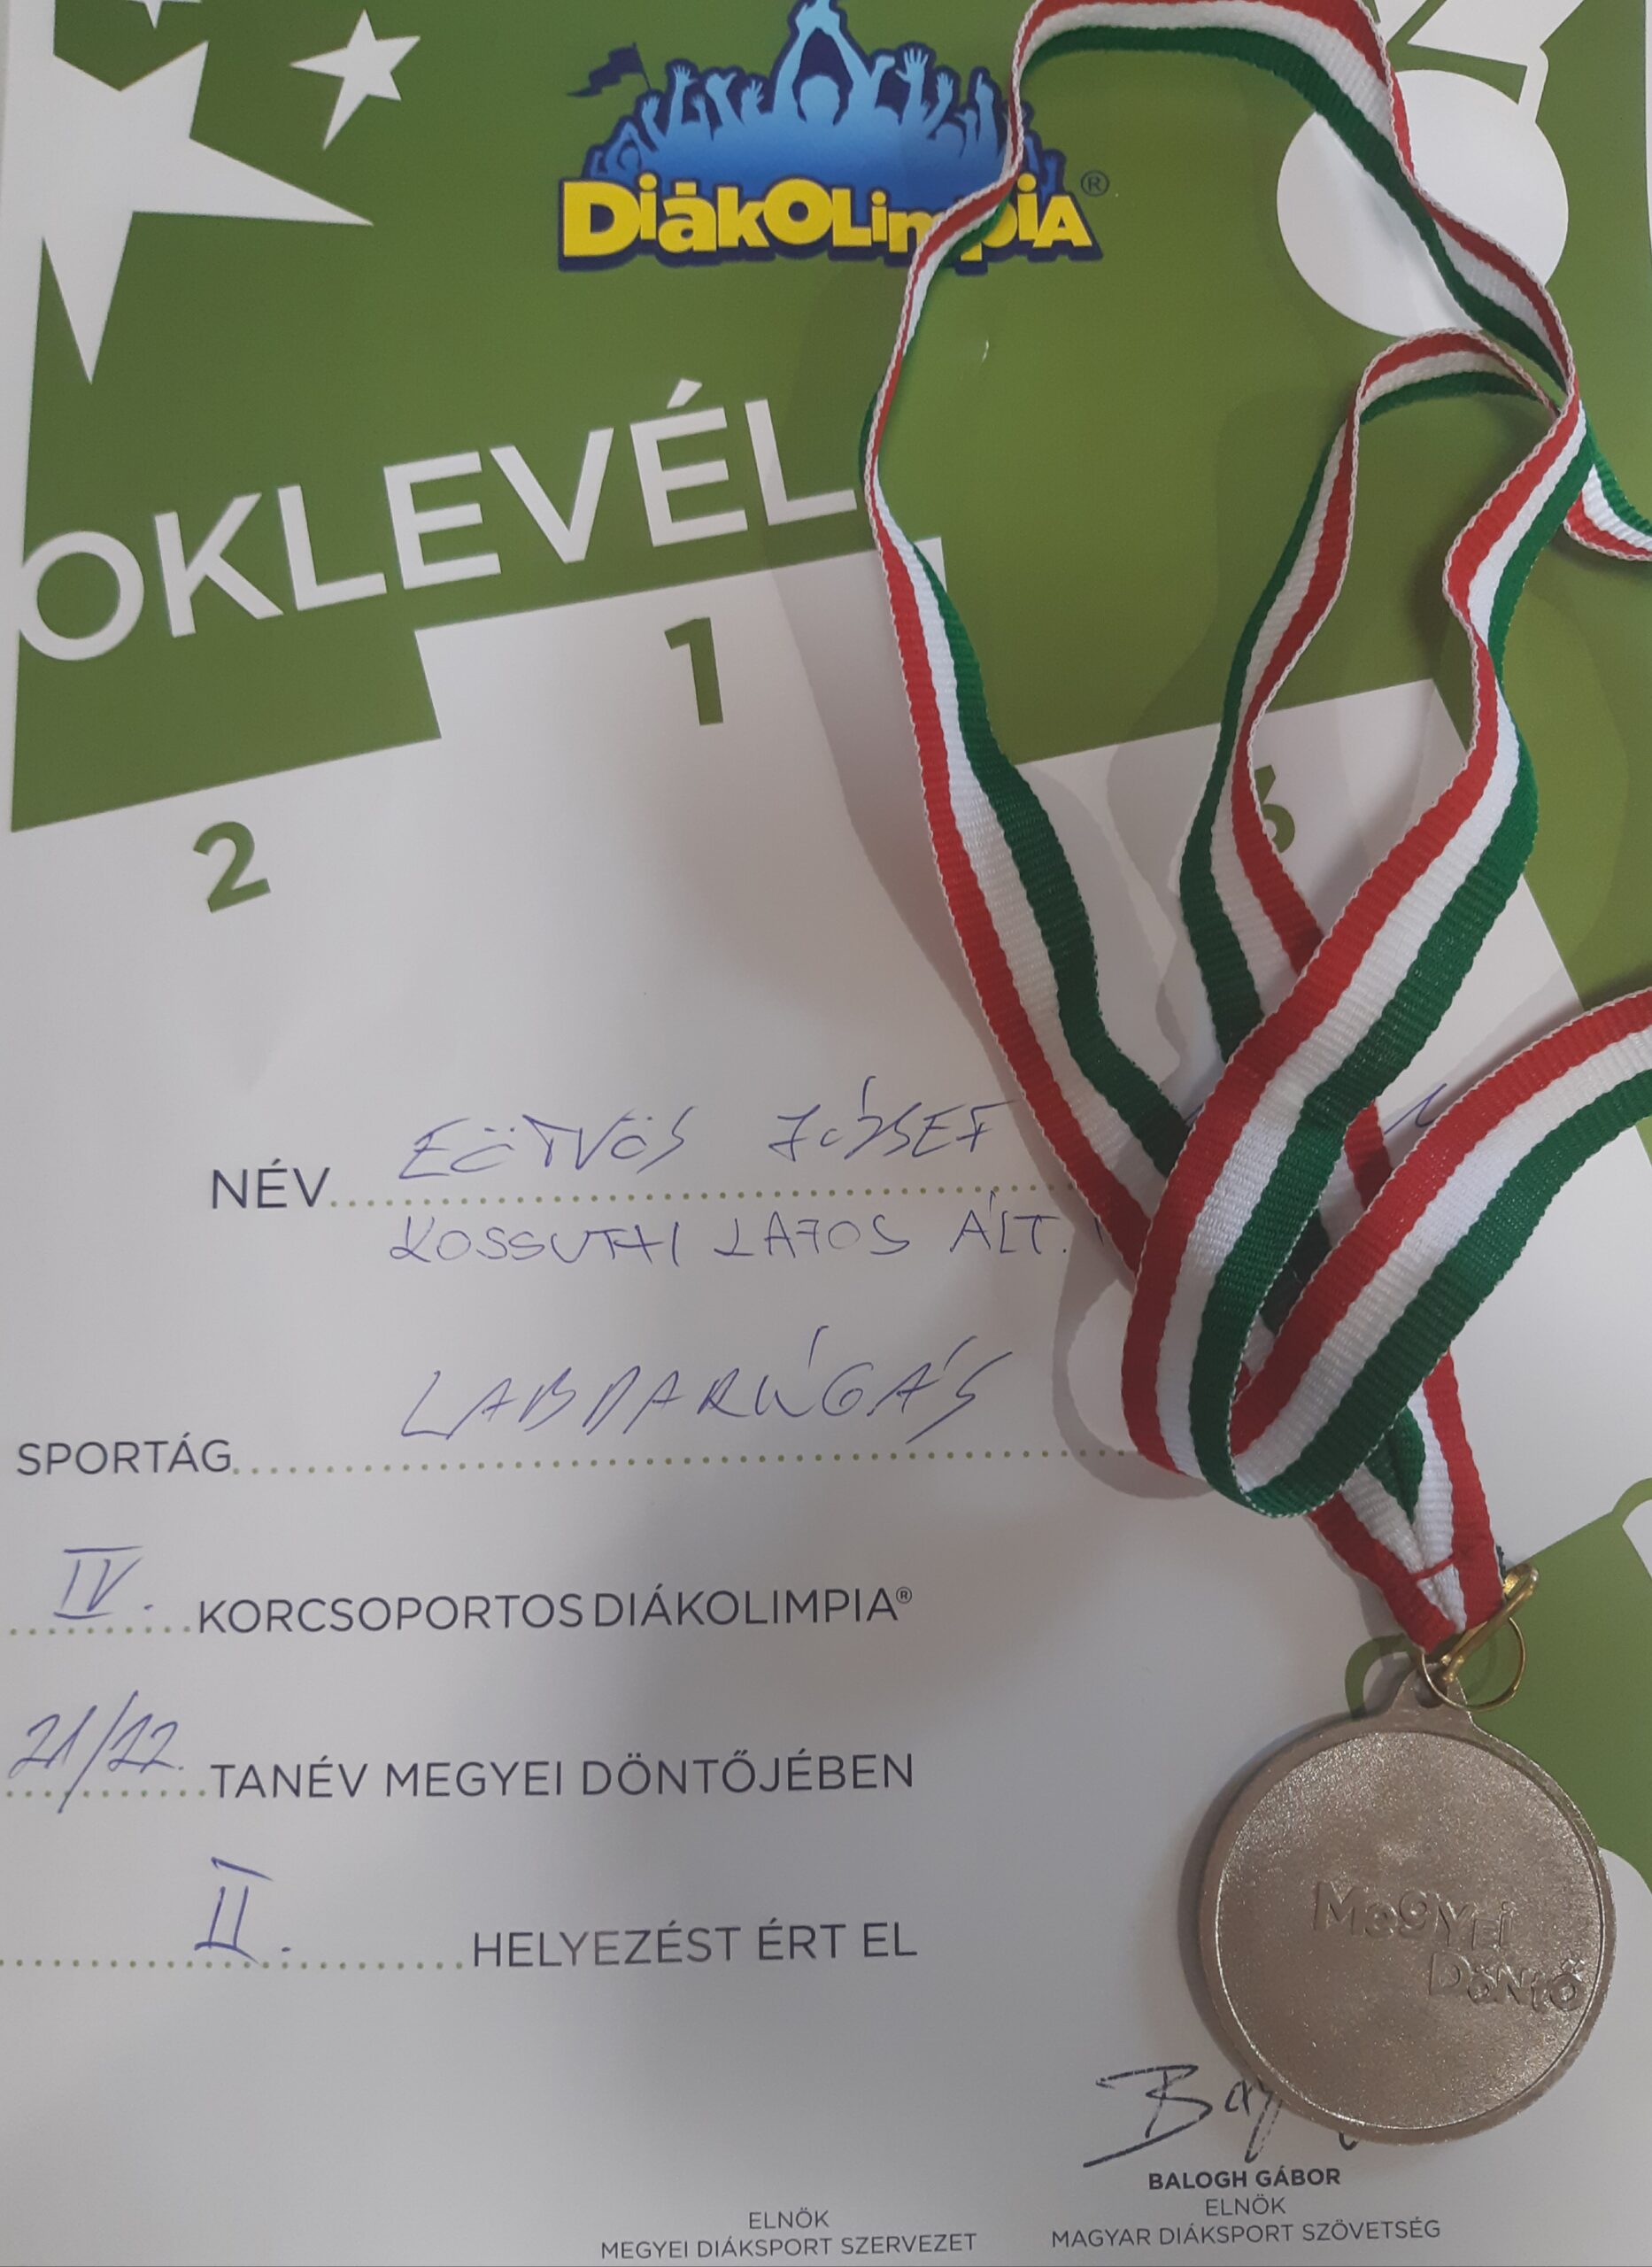 DiákOLimpiA®
OKLEVÉL
1
2
3
NÉV EÖTVÖS JÓZSEF
KOSSUTH LAJOS ÁLT.
SPORTÁG LABDARÚGÁS
IV. KORCSOPORTOS DIÁKOLIMPIA®
21/22. TANÉV MEGYEI DÖNTŐJÉBEN
II. HELYEZÉST ÉRT EL
MeGYEi
DÖNtŐ
BALOGH GÁBOR
ELNÖK
MEGYEI DIÁKSPORT SZERVEZET
ELNÖK
MAGYAR DIÁKSPORT SZÖVETSÉG